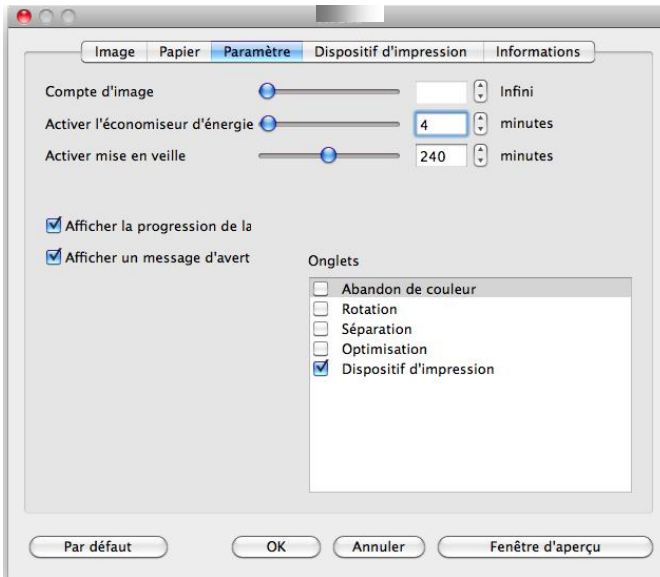 Image Papier Paramètre Dispositif d'impression Informations
Compte d'image Infini
Activer l'économiseur d'énergie 4 minutes
Activer mise en veille 240 minutes
Afficher la progression de la
Afficher un message d'avert
Onglets
Abandon de couleur
Rotation
Séparation
Optimisation
Dispositif d'impression
Par défaut OK Annuler Fenêtre d'aperçu